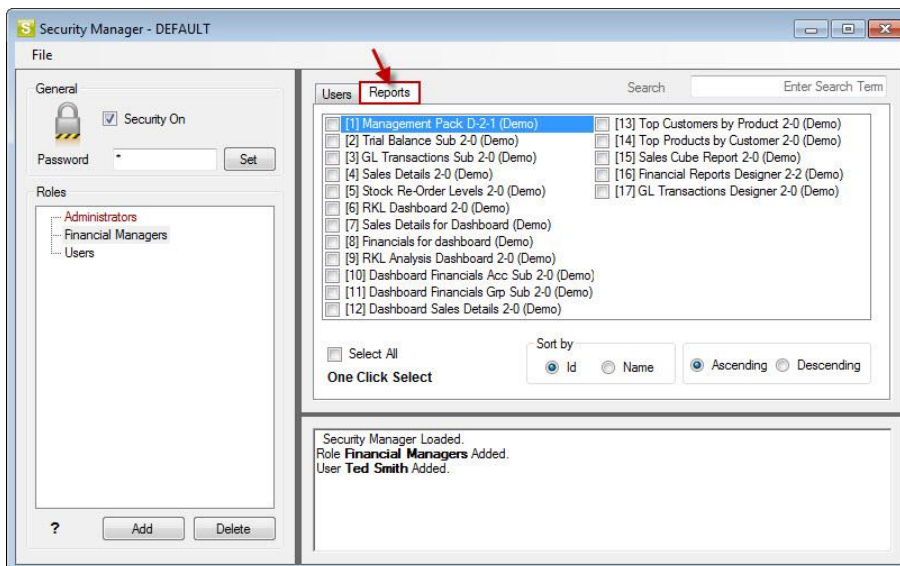 Security Manager - DEFAULT
File
General
Security On
Password * Set
Roles
Administrators
Financial Managers
Users
? Add Delete
Users Reports Search Enter Search Term
[1] Management Pack D-2-1 (Demo)
[2] Trial Balance Sub 2-0 (Demo)
[3] GL Transactions Sub 2-0 (Demo)
[4] Sales Details 2-0 (Demo)
[5] Stock Re-Order Levels 2-0 (Demo)
[6] RKL Dashboard 2-0 (Demo)
[7] Sales Details for Dashboard (Demo)
[8] Financials for dashboard (Demo)
[9] RKL Analysis Dashboard 2-0 (Demo)
[10] Dashboard Financials Acc Sub 2-0 (Demo)
[11] Dashboard Financials Grp Sub 2-0 (Demo)
[12] Dashboard Sales Details 2-0 (Demo)
[13] Top Customers by Product 2-0 (Demo)
[14] Top Products by Customer 2-0 (Demo)
[15] Sales Cube Report 2-0 (Demo)
[16] Financial Reports Designer 2-2 (Demo)
[17] GL Transactions Designer 2-0 (Demo)
Select All
One Click Select
Sort by
Id Name
Ascending Descending
Security Manager Loaded.
Role Financial Managers Added.
User Ted Smith Added.